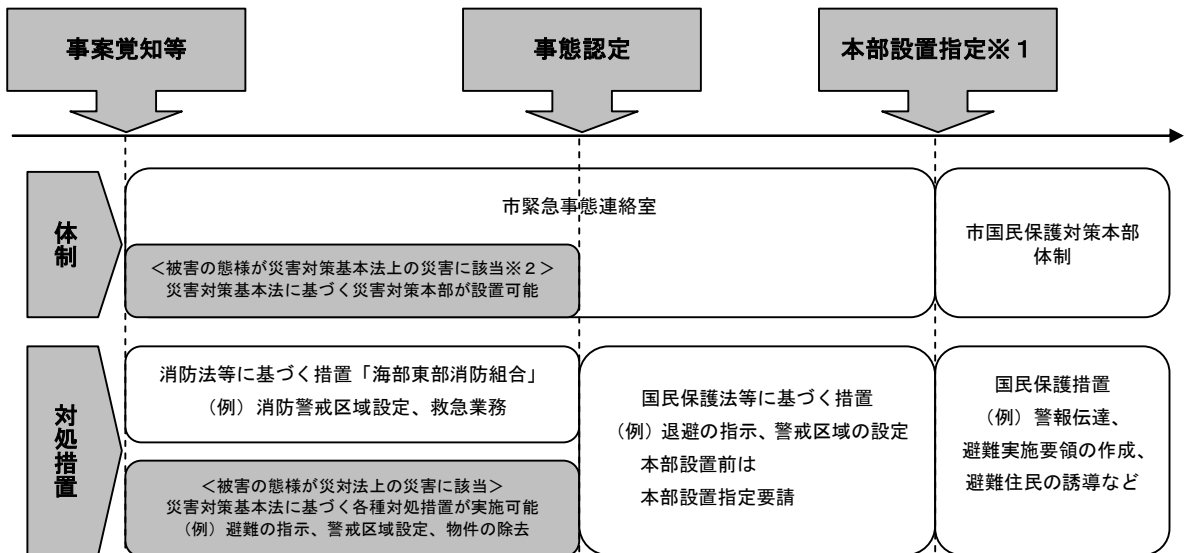 事案覚知等
事態認定
本部設置指定※1
体制
市緊急事態連絡室
＜被害の態様が災害対策基本法上の災害に該当※２＞
災害対策基本法に基づく災害対策本部が設置可能
市国民保護対策本部
体制
対処措置
消防法等に基づく措置「海部東部消防組合」
（例）消防警戒区域設定、救急業務
＜被害の態様が災対法上の災害に該当＞
災害対策基本法に基づく各種対処措置が実施可能
（例）避難の指示、警戒区域設定、物件の除去
国民保護法等に基づく措置
（例）退避の指示、警戒区域の設定
本部設置前は
本部設置指定要請
国民保護措置
（例）警報伝達、
避難実施要領の作成、
避難住民の誘導など